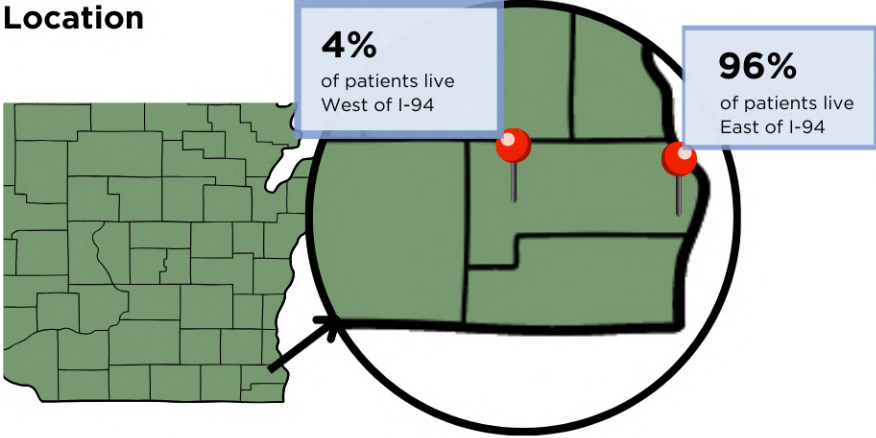 Location
4%
of patients live
West of I-94
96%
of patients live
East of I-94